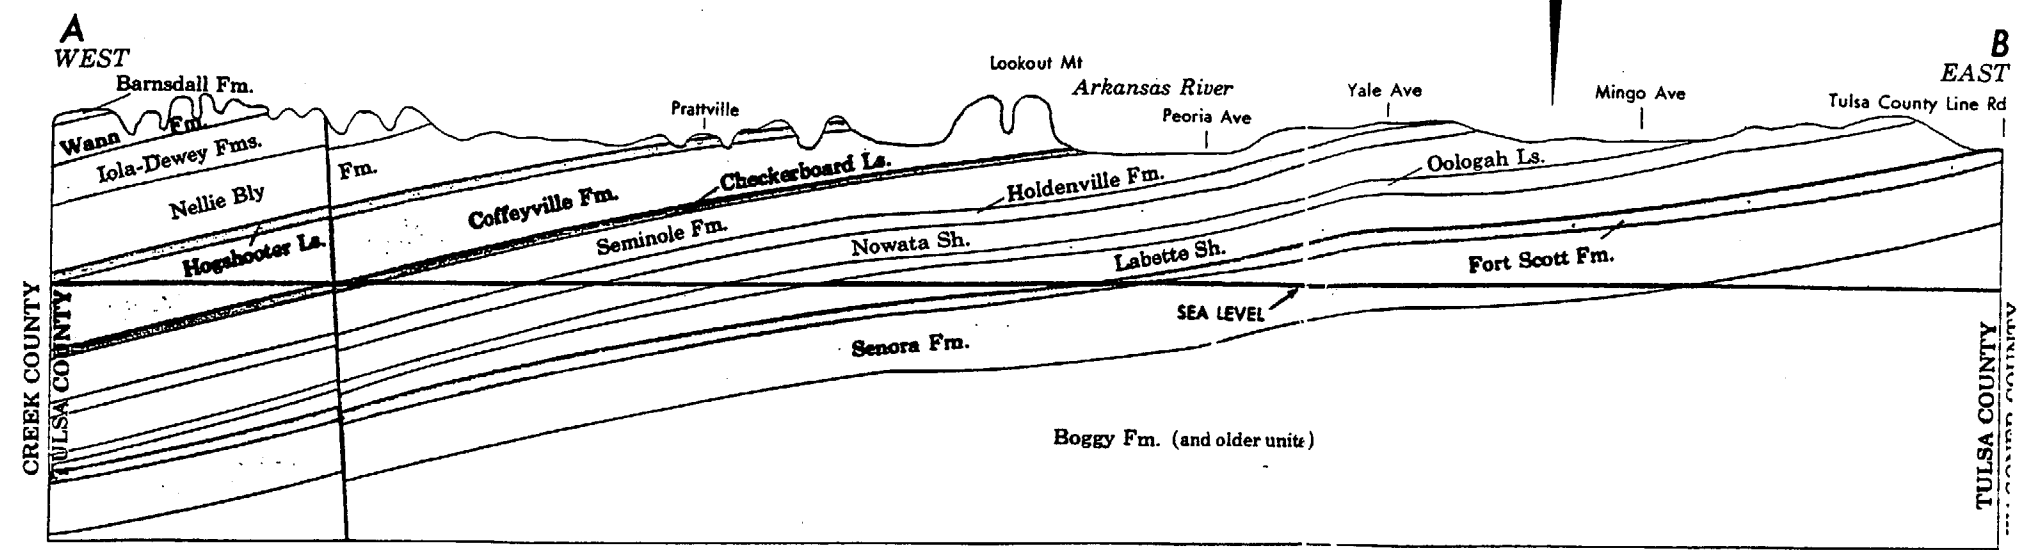 A
B
WEST
EAST
Lookout Mt
Arkansas River
Barnsdall Fm.
Yale Ave
Mingo Ave
Tulsa County Line Rd
Prattville
Peoria Ave
Wann Fm.
Iola-Dewey Fms.
Nellie Bly Fm.
Checkerboard Ls.
Oologah Ls.
Holdenville Fm.
Coffeyville Fm.
Hogshooter Ls.
Seminole Fm.
Nowata Sh.
Labette Sh.
Fort Scott Fm.
SEA LEVEL
Senora Fm.
Boggy Fm. (and older units)
CREEK COUNTY
TULSA COUNTY
TULSA COUNTY
COUNTY